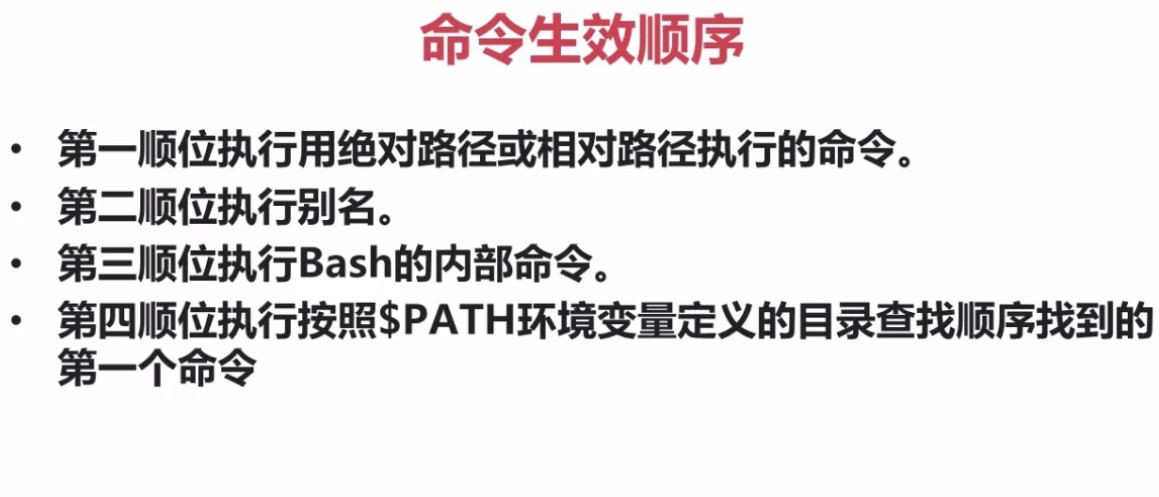 命令生效顺序
• 第一顺位执行用绝对路径或相对路径执行的命令。
• 第二顺位执行别名。
• 第三顺位执行Bash的内部命令。
• 第四顺位执行按照$PATH环境变量定义的目录查找顺序找到的
第一个命令